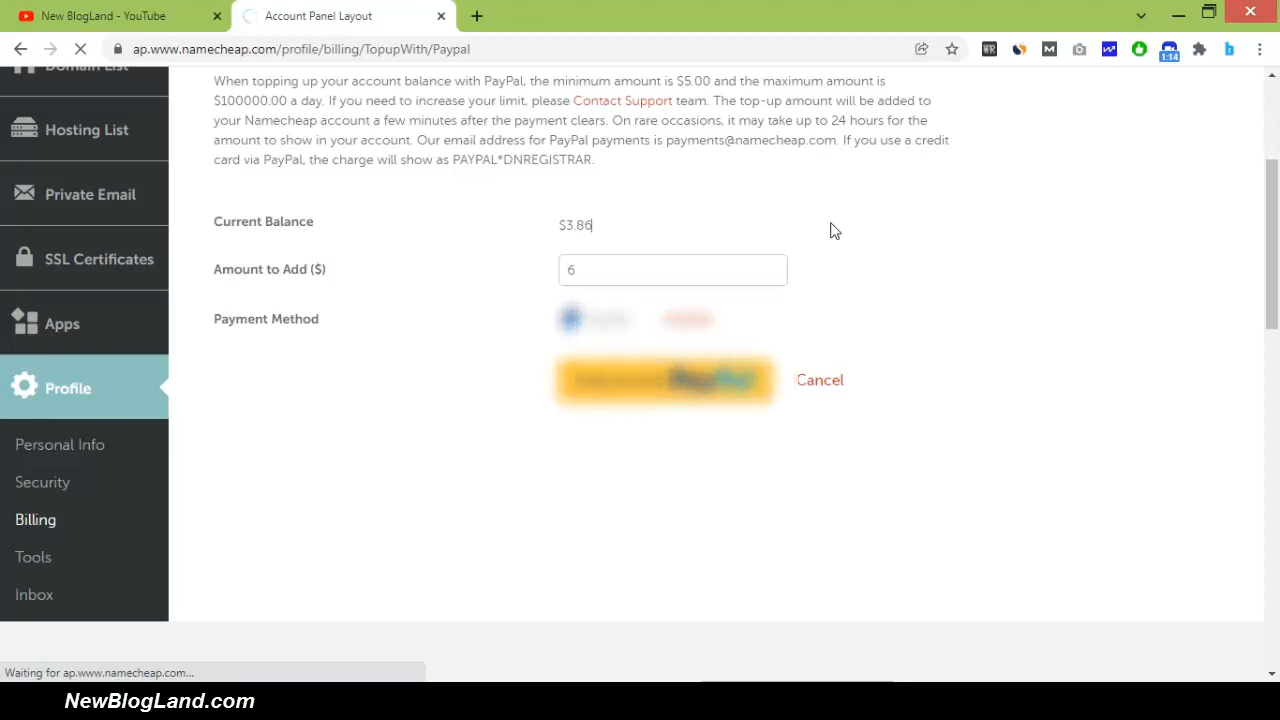 New BlogLand - YouTube
Account Panel Layout
ap.www.namecheap.com/profile/billing/TopupWith/Paypal
1:14
Domain List
Hosting List
Private Email
SSL Certificates
Apps
Profile
Personal Info
Security
Billing
Tools
Inbox
When topping up your account balance with PayPal, the minimum amount is $5.00 and the maximum amount is
$100000.00 a day. If you need to increase your limit, please Contact Support team. The top-up amount will be added to
your Namecheap account a few minutes after the payment clears. On rare occasions, it may take up to 24 hours for the
amount to show in your account. Our email address for PayPal payments is payments@namecheap.com. If you use a credit
card via PayPal, the charge will show as PAYPAL*DNREGISTRAR.
Current Balance
$3.86
Amount to Add ($)
6
Payment Method
PayPal
Cancel
Waiting for ap.www.namecheap.com...
NewBlogLand.com